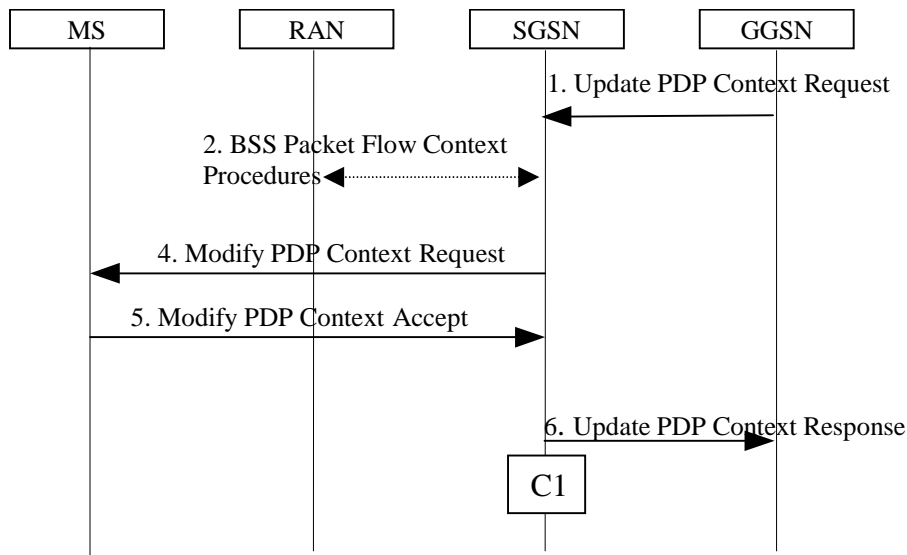 MS
RAN
SGSN
GGSN
1. Update PDP Context Request
2. BSS Packet Flow Context
Procedures
4. Modify PDP Context Request
5. Modify PDP Context Accept
6. Update PDP Context Response
C1